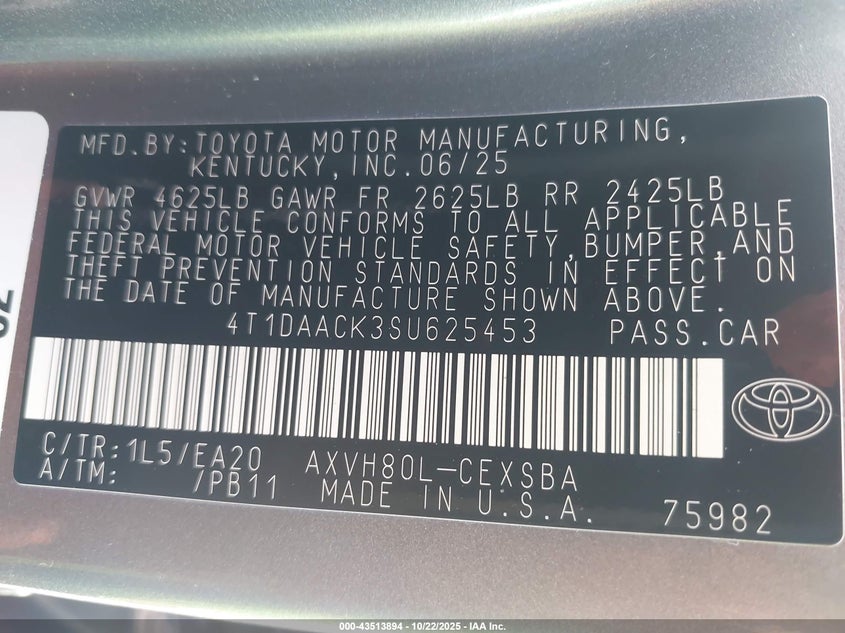 MFD.BY:TOYOTA MOTOR MANUFACTURING,
KENTUCKY,INC.06/25
GVWR 4625LB GAWR FR 2625LB RR 2425LB
THIS VEHICLE CONFORMS TO ALL APPLICABLE
FEDERAL MOTOR VEHICLE SAFETY,BUMPER,AND
THEFT PREVENTION STANDARDS IN EFFECT ON
THE DATE OF MANUFACTURE SHOWN ABOVE.
4T1DAACK3SU625453 PASS.CAR
C/TR:1L5/EA20 AXVH80L-CEXSBA
A/TM: /PB11 MADE IN U.S.A. 75982
000-43513894 - 10/22/2025 - IAA Inc.